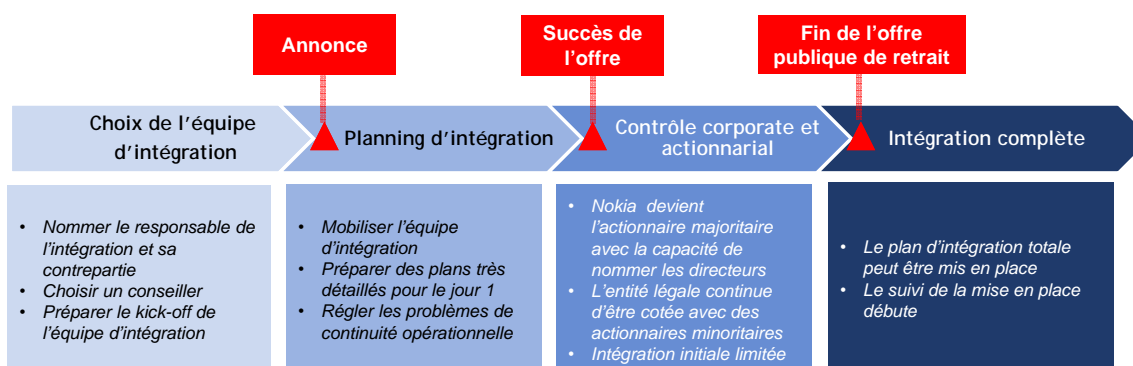 Annonce
Succès de
l'offre
Fin de l'offre
publique de retrait
Choix de l'équipe
d'intégration
Planning d'intégration
Contrôle corporate et
actionnarial
Intégration complète
• Nommer le responsable de
l'intégration et sa
contrepartie
• Choisir un conseiller
• Préparer le kick-off de
l'équipe d'intégration
• Mobiliser l'équipe
d'intégration
• Préparer des plans très
détaillés pour le jour 1
• Régler les problèmes de
continuité opérationnelle
• Nokia devient
l'actionnaire majoritaire
avec la capacité de
nommer les directeurs
• L'entité légale continue
d'être cotée avec des
actionnaires minoritaires
• Intégration initiale limitée
• Le plan d'intégration totale
peut être mis en place
• Le suivi de la mise en place
débute